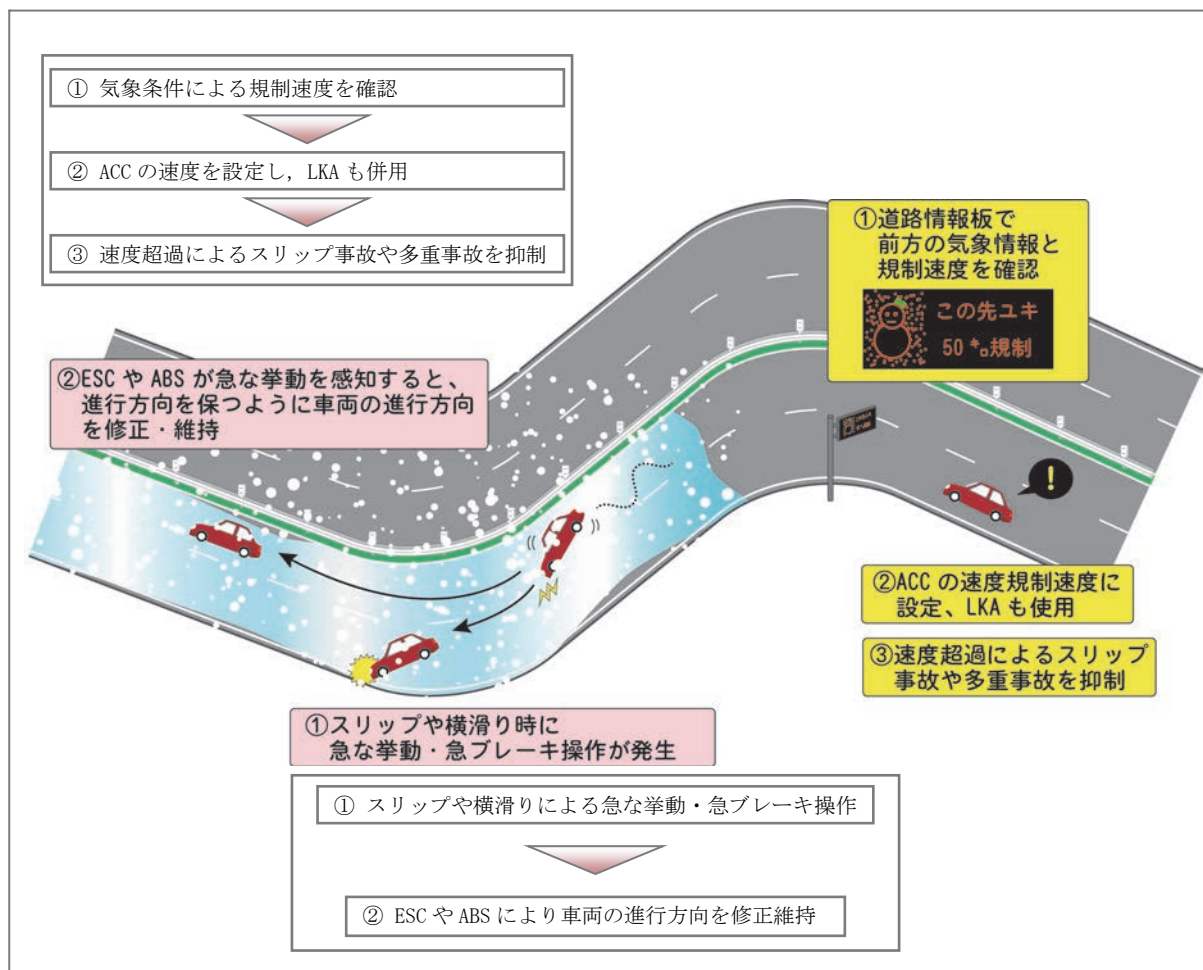 ① 気象条件による規制速度を確認
② ACC の速度を設定し，LKA も併用
③ 速度超過によるスリップ事故や多重事故を抑制
①道路情報板で
前方の気象情報と
規制速度を確認
この先ユキ
50㌔規制
②ESC や ABS が急な挙動を感知すると、
進行方向を保つように車両の進行方向
を修正・維持
!
②ACC の速度規制速度に
設定、LKA も使用
③速度超過によるスリップ
事故や多重事故を抑制
①スリップや横滑り時に
急な挙動・急ブレーキ操作が発生
① スリップや横滑りによる急な挙動・急ブレーキ操作
② ESC や ABS により車両の進行方向を修正維持